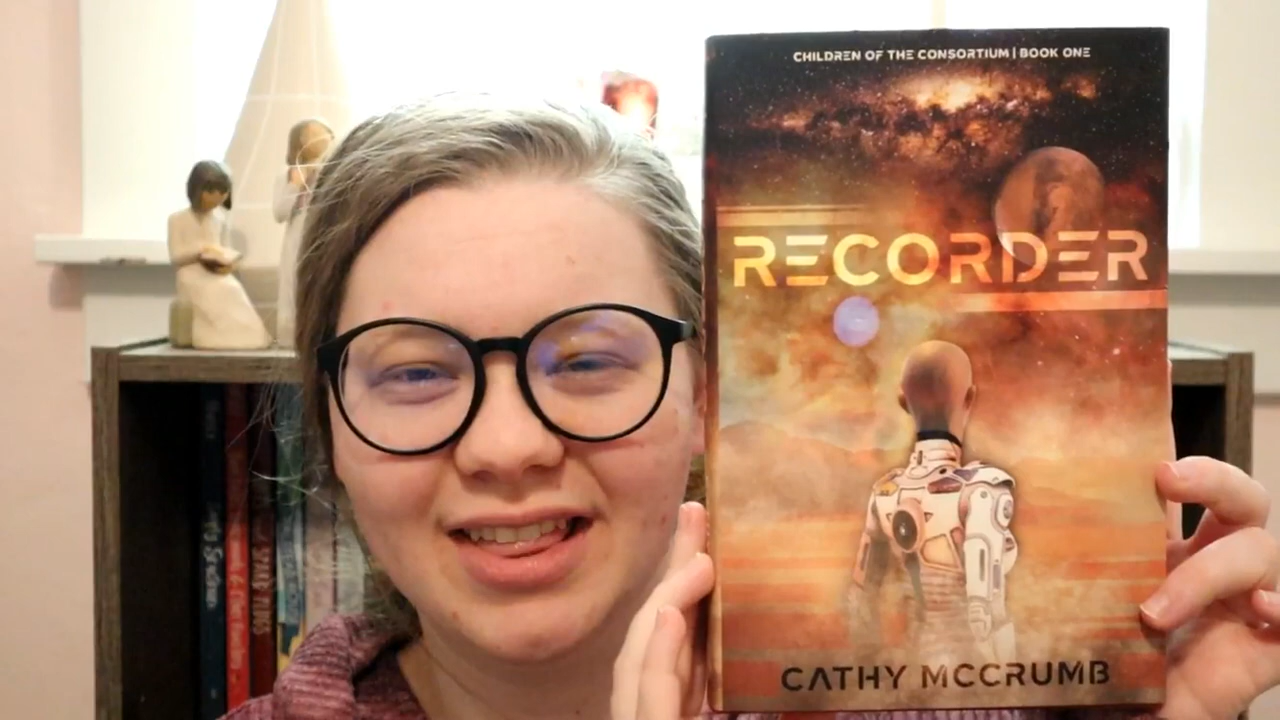 CHILDREN OF THE CONSORTIUM | BOOK ONE
RECORDER
CATHY MCCRUMB